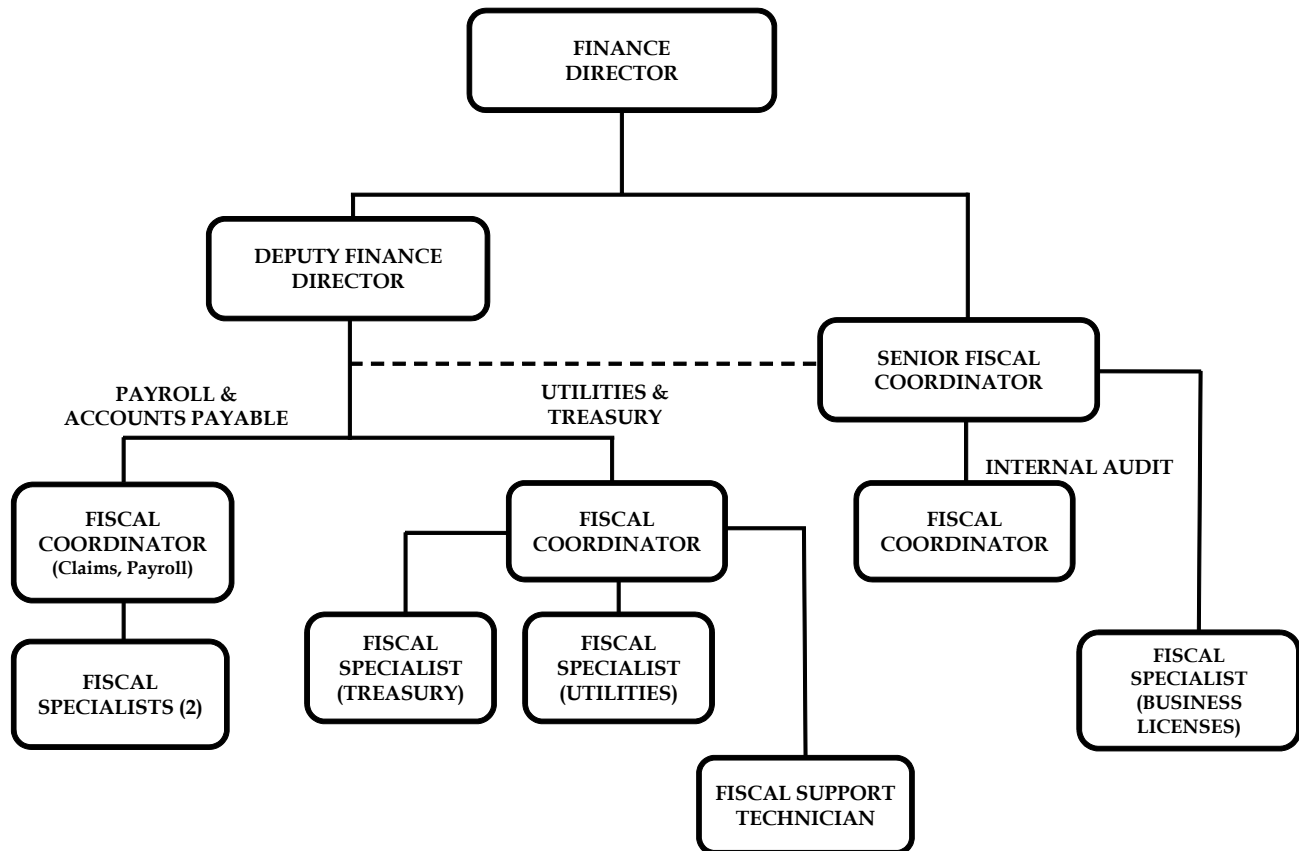 FINANCE
DIRECTOR
DEPUTY FINANCE
DIRECTOR
SENIOR FISCAL
COORDINATOR
PAYROLL &
ACCOUNTS PAYABLE
UTILITIES &
TREASURY
INTERNAL AUDIT
FISCAL
COORDINATOR
(Claims, Payroll)
FISCAL
COORDINATOR
FISCAL
COORDINATOR
FISCAL
SPECIALISTS (2)
FISCAL
SPECIALIST
(TREASURY)
FISCAL
SPECIALIST
(UTILITIES)
FISCAL
SPECIALIST
(BUSINESS
LICENSES)
FISCAL SUPPORT
TECHNICIAN